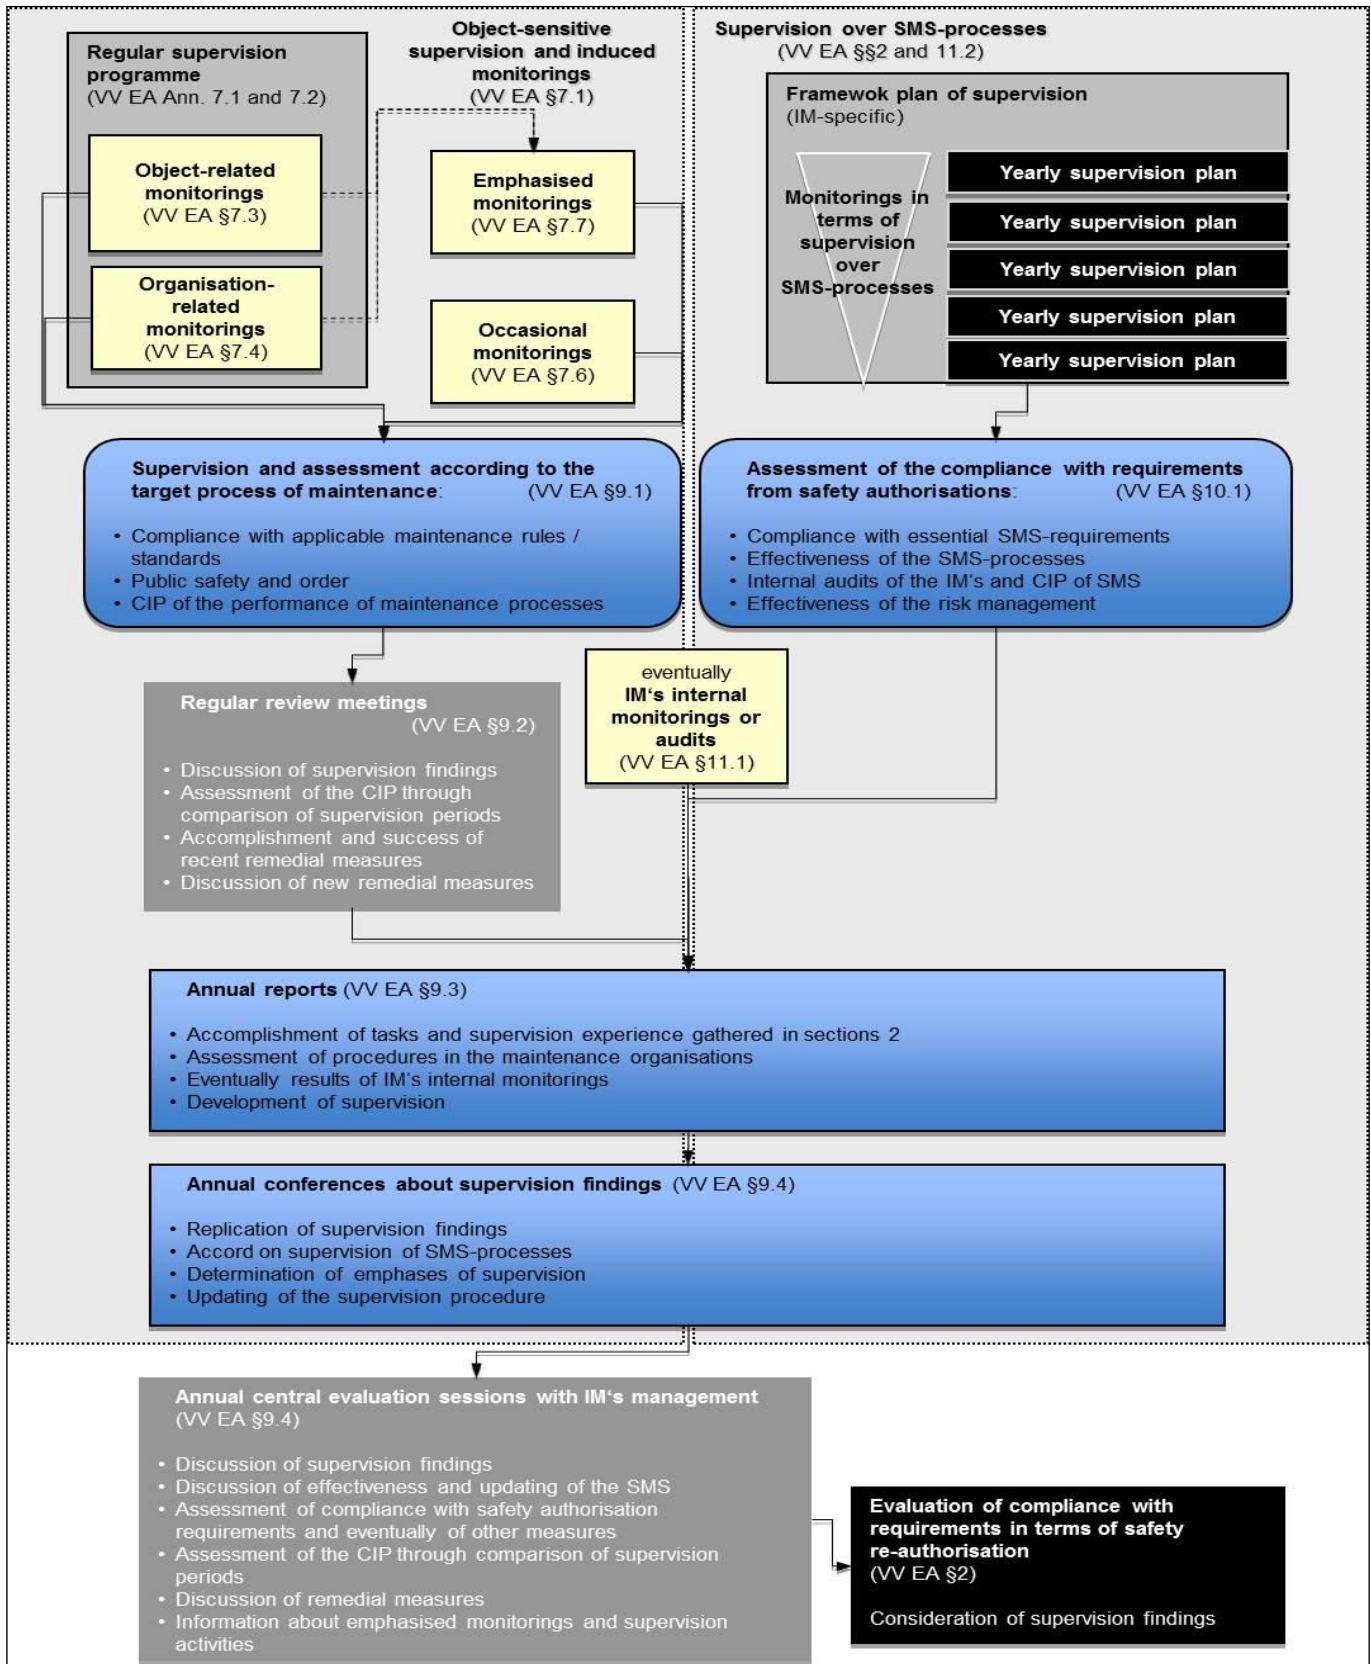 Regular supervision
programme
(VV EA Ann. 7.1 and 7.2)
Object-related
monitorings
(VV EA §7.3)
Organisation-
related
monitorings
(VV EA §7.4)
Object-sensitive
supervision and induced
monitorings
(VV EA §7.1)
Emphasised
monitorings
(VV EA §7.7)
Occasional
monitorings
(VV EA §7.6)
Supervision over SMS-processes
(VV EA §§2 and 11.2)
Framewok plan of supervision
(IM-specific)
Monitorings in
terms of
supervision
over
SMS-processes
Yearly supervision plan
Yearly supervision plan
Yearly supervision plan
Yearly supervision plan
Yearly supervision plan
Supervision and assessment according to the
target process of maintenance: (VV EA §9.1)
• Compliance with applicable maintenance rules /
standards
• Public safety and order
• CIP of the performance of maintenance processes
Assessment of the compliance with requirements
from safety authorisations: (VV EA §10.1)
• Compliance with essential SMS-requirements
• Effectiveness of the SMS-processes
• Internal audits of the IM's and CIP of SMS
• Effectiveness of the risk management
Regular review meetings
(VV EA §9.2)
• Discussion of supervision findings
• Assessment of the CIP through
comparison of supervision periods
• Accomplishment and success of
recent remedial measures
• Discussion of new remedial measures
eventually
IM‘s internal
monitorings or
audits
(VV EA §11.1)
Annual reports (VV EA §9.3)
• Accomplishment of tasks and supervision experience gathered in sections 2
• Assessment of procedures in the maintenance organisations
• Eventually results of IM's internal monitorings
• Development of supervision
Annual conferences about supervision findings (VV EA §9.4)
• Replication of supervision findings
• Accord on supervision of SMS-processes
• Determination of emphases of supervision
• Updating of the supervision procedure
Annual central evaluation sessions with IM‘s management
(VV EA §9.4)
• Discussion of supervision findings
• Discussion of effectiveness and updating of the SMS
• Assessment of compliance with safety authorisation
requirements and eventually of other measures
• Assessment of the CIP through comparison of supervision
periods
• Discussion of remedial measures
• Information about emphasised monitorings and supervision
activities
Evaluation of compliance with
requirements in terms of safety
re-authorisation
(VV EA §2)
Consideration of supervision findings